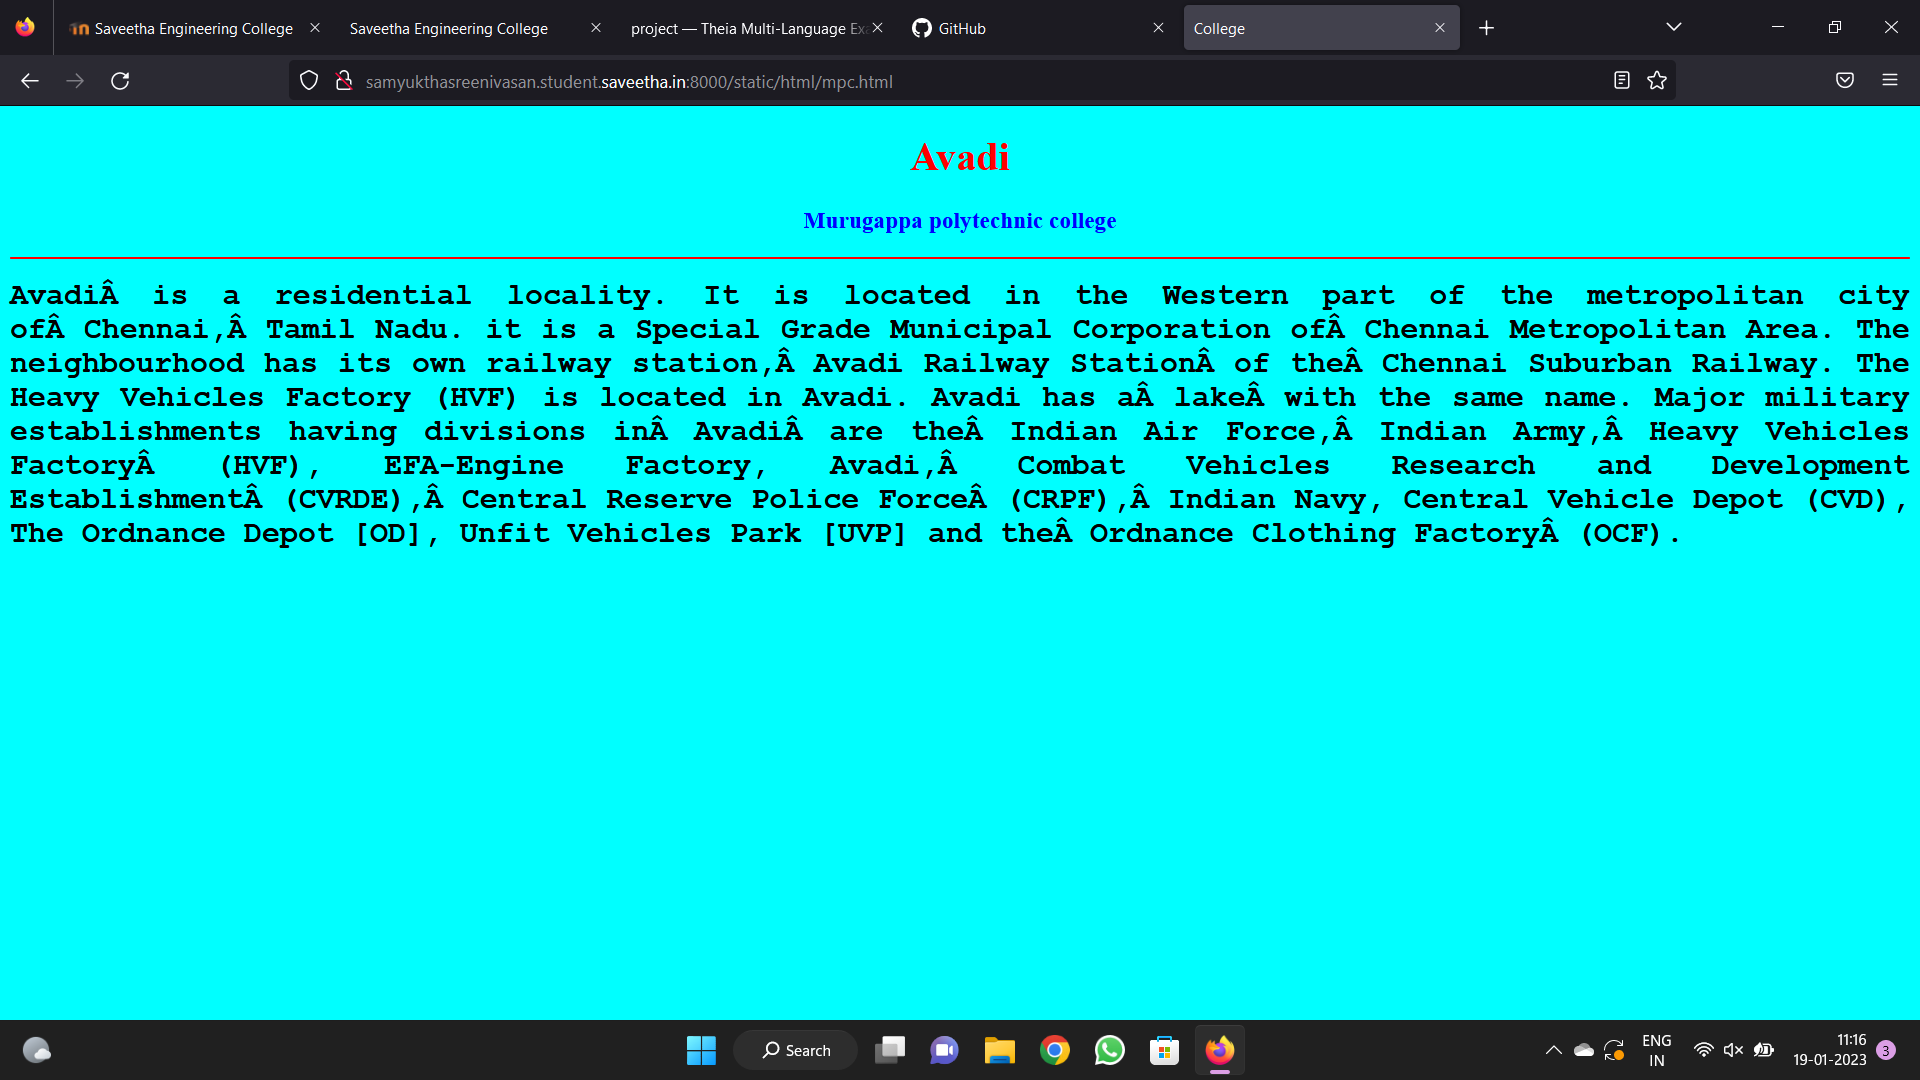 Saveetha Engineering College
Saveetha Engineering College
project — Theia Multi-Language Exa
GitHub
College
samyukthasreenivasan.student.saveetha.in:8000/static/html/mpc.html
Avadi
Murugappa polytechnic college
AvadiÂ is a residential locality. It is located in the Western part of the metropolitan city
ofÂ Chennai,Â Tamil Nadu. it is a Special Grade Municipal Corporation ofÂ Chennai Metropolitan Area. The
neighbourhood has its own railway station,Â Avadi Railway StationÂ of theÂ Chennai Suburban Railway. The
Heavy Vehicles Factory (HVF) is located in Avadi. Avadi has aÂ lakeÂ with the same name. Major military
establishments having divisions inÂ AvadiÂ are theÂ Indian Air Force,Â Indian Army,Â Heavy Vehicles
FactoryÂ (HVF), EFA-Engine Factory, Avadi,Â Combat Vehicles Research and Development
EstablishmentÂ (CVRDE),Â Central Reserve Police ForceÂ (CRPF),Â Indian Navy, Central Vehicle Depot (CVD),
The Ordnance Depot [OD], Unfit Vehicles Park [UVP] and theÂ Ordnance Clothing FactoryÂ (OCF).
Search
ENG
IN
11:16
19-01-2023
3